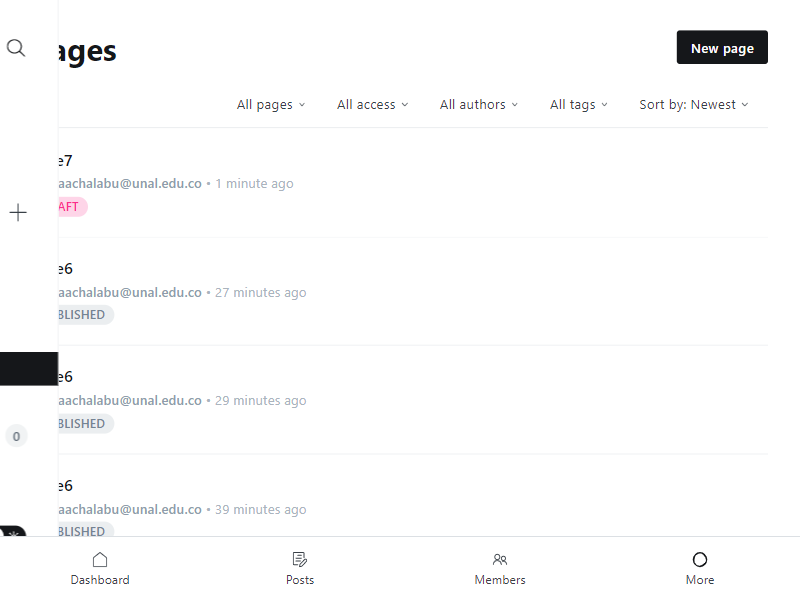 ages
New page
All pages
All access
All authors
All tags
Sort by: Newest
e7
aachalabu@unal.edu.co • 1 minute ago
AFT
e6
aachalabu@unal.edu.co • 27 minutes ago
BLISHED
e6
aachalabu@unal.edu.co • 29 minutes ago
BLISHED
0
e6
aachalabu@unal.edu.co • 39 minutes ago
BLISHED
Dashboard
Posts
Members
More